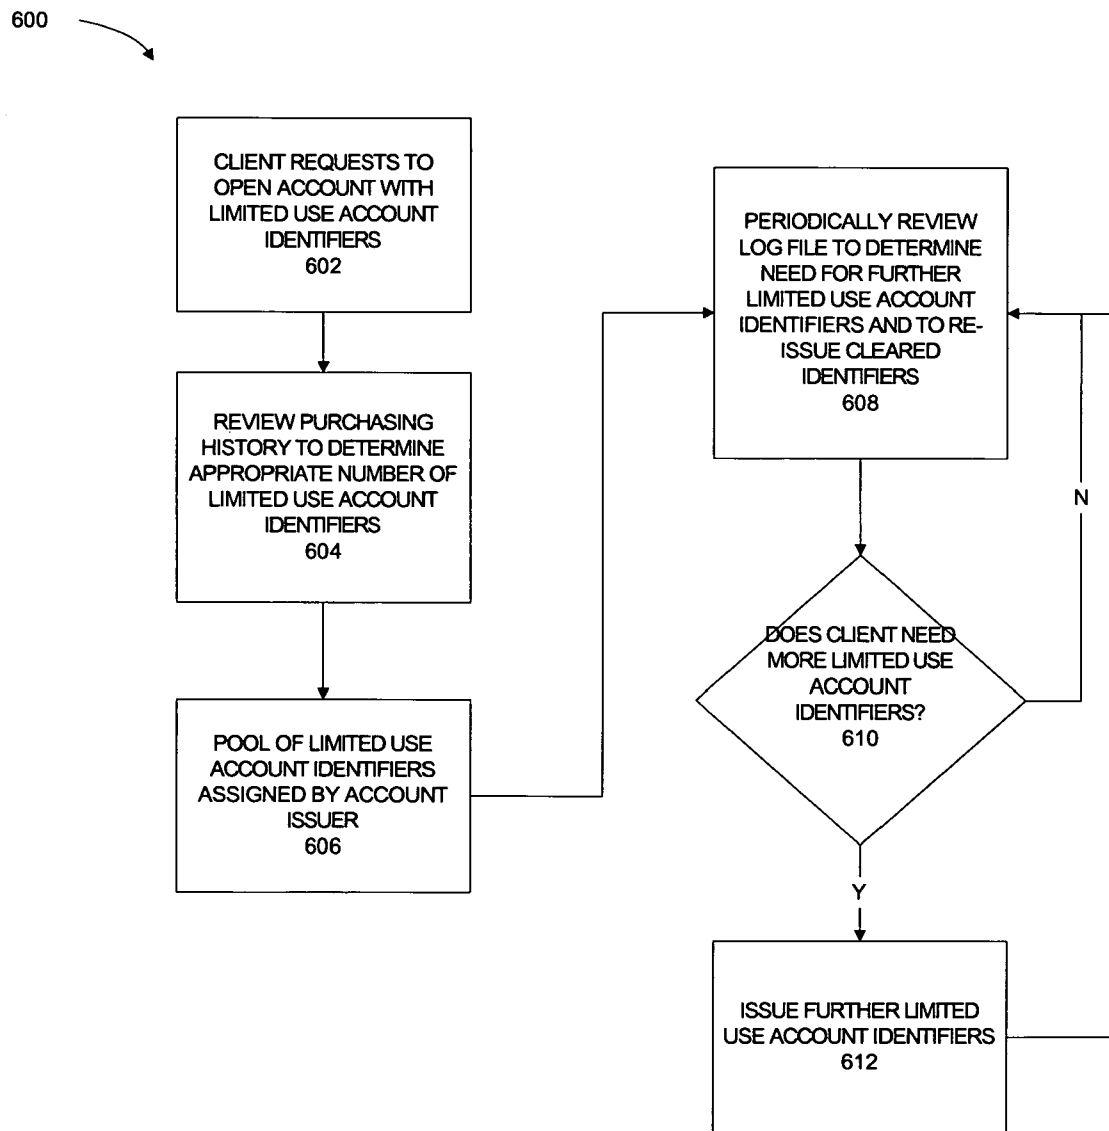 600
CLIENT REQUESTS TO
OPEN ACCOUNT WITH
LIMITED USE ACCOUNT
IDENTIFIERS
602
REVIEW PURCHASING
HISTORY TO DETERMINE
APPROPRIATE NUMBER OF
LIMITED USE ACCOUNT
IDENTIFIERS
604
POOL OF LIMITED USE
ACCOUNT IDENTIFIERS
ASSIGNED BY ACCOUNT
ISSUER
606
PERIODICALLY REVIEW
LOG FILE TO DETERMINE
NEED FOR FURTHER
LIMITED USE ACCOUNT
IDENTIFIERS AND TO RE-
ISSUE CLEARED
IDENTIFIERS
608
N
DOES CLIENT NEED
MORE LIMITED USE
ACCOUNT
IDENTIFIERS?
610
Y
ISSUE FURTHER LIMITED
USE ACCOUNT IDENTIFIERS
612